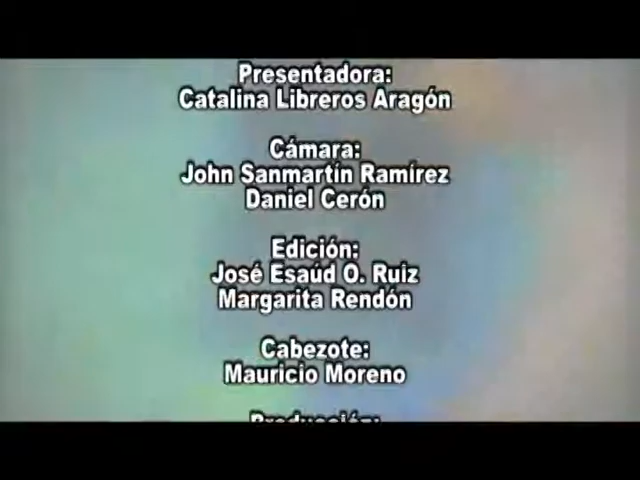 Presentadora:
Catalina Libreros Aragón
Cámara:
John Sanmartín Ramírez
Daniel Cerón
Edición:
José Esaúd O. Ruiz
Margarita Rendón
Cabezote:
Mauricio Moreno
Producción: